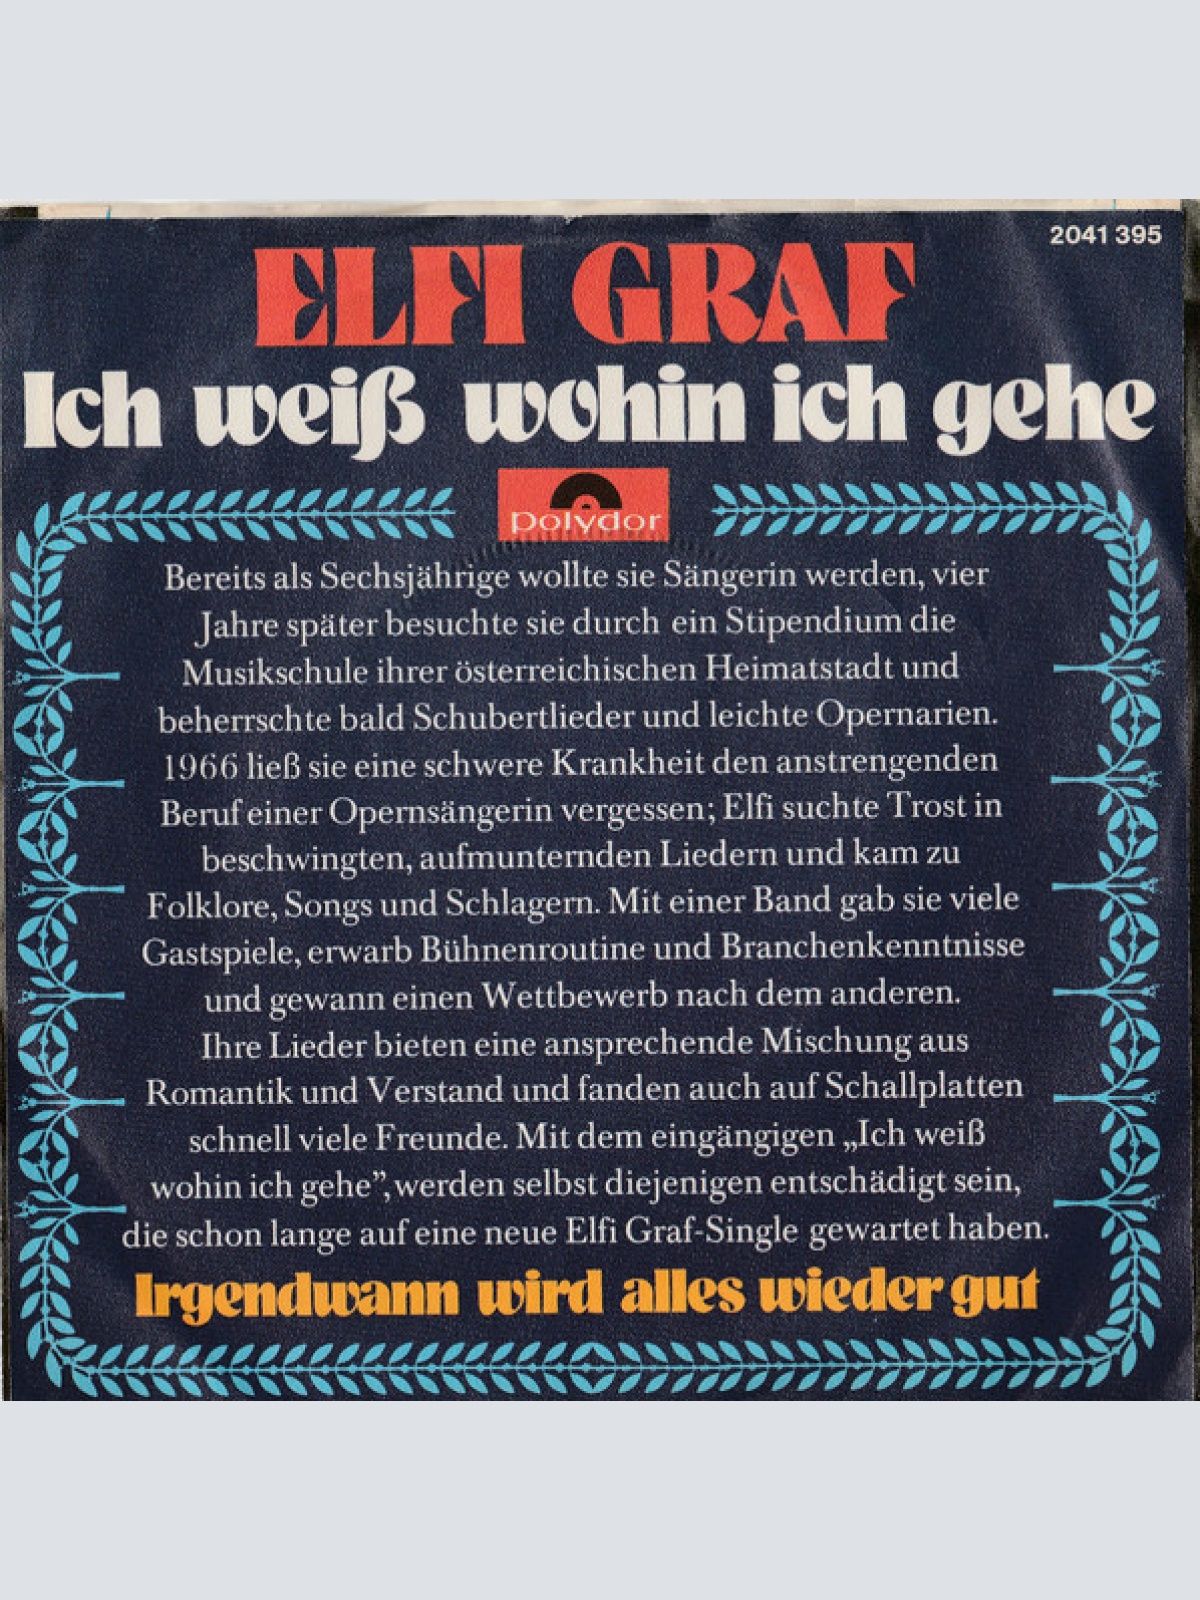 2041 395
ELFI GRAF
Ich weiß wohin ich gehe
polydor
Bereits als Sechsjährige wollte sie Sängerin werden, vier
Jahre später besuchte sie durch ein Stipendium die
Musikschule ihrer österreichischen Heimatstadt und
beherrschte bald Schubertlieder und leichte Opernarien.
1966 ließ sie eine schwere Krankheit den anstrengenden
Beruf einer Opernsängerin vergessen; Elfi suchte Trost in
beschwingten, aufmunternden Liedern und kam zu
Folklore, Songs und Schlagern. Mit einer Band gab sie viele
Gastspiele, erwarb Bühnenroutine und Branchenkenntnisse
und gewann einen Wettbewerb nach dem anderen.
Ihre Lieder bieten eine ansprechende Mischung aus
Romantik und Verstand und fanden auch auf Schallplatten
schnell viele Freunde. Mit dem eingängigen „Ich weiß
wohin ich gehe”, werden selbst diejenigen entschädigt sein,
die schon lange auf eine neue Elfi Graf-Single gewartet haben.
Irgendwann wird alles wieder gut